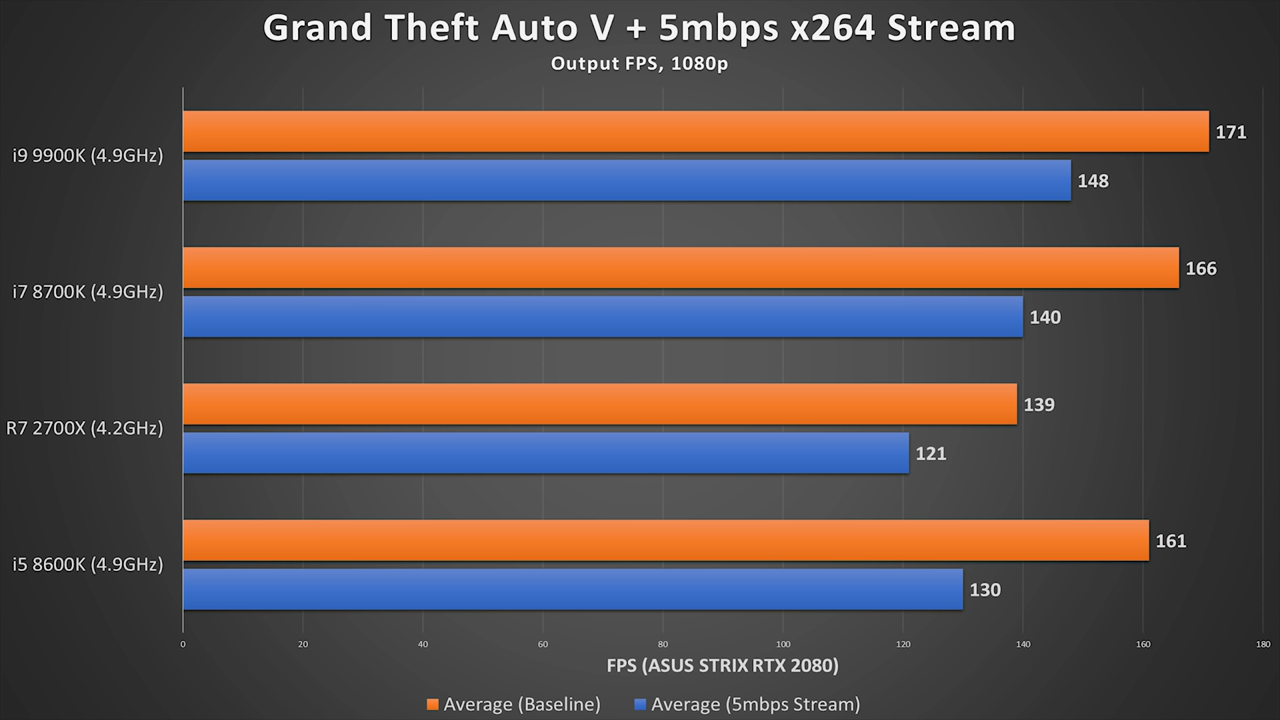 Grand Theft Auto V + 5mbps x264 Stream
Output FPS, 1080p
i9 9900K (4.9GHz)
171
148
i7 8700K (4.9GHz)
166
140
R7 2700X (4.2GHz)
139
121
i5 8600K (4.9GHz)
161
130
0 20 40 60 80 100 120 140 160 180
FPS (ASUS STRIX RTX 2080)
Average (Baseline) Average (5mbps Stream)